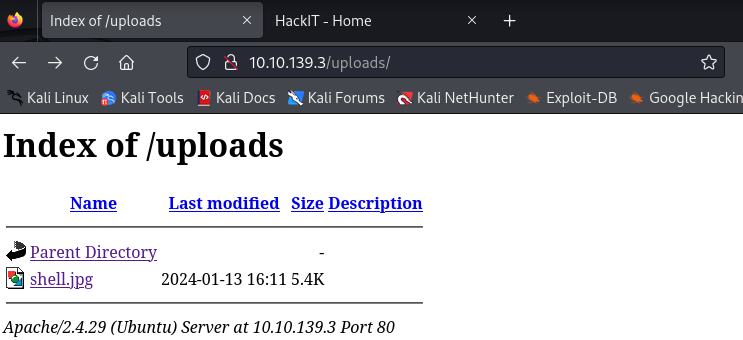 Index of /uploads
HackIT - Home
10.10.139.3/uploads/
Kali Linux Kali Tools Kali Docs Kali Forums Kali NetHunter Exploit-DB Google Hackin
Index of /uploads
Name Last modified Size Description
Parent Directory -
shell.jpg 2024-01-13 16:11 5.4K
Apache/2.4.29 (Ubuntu) Server at 10.10.139.3 Port 80